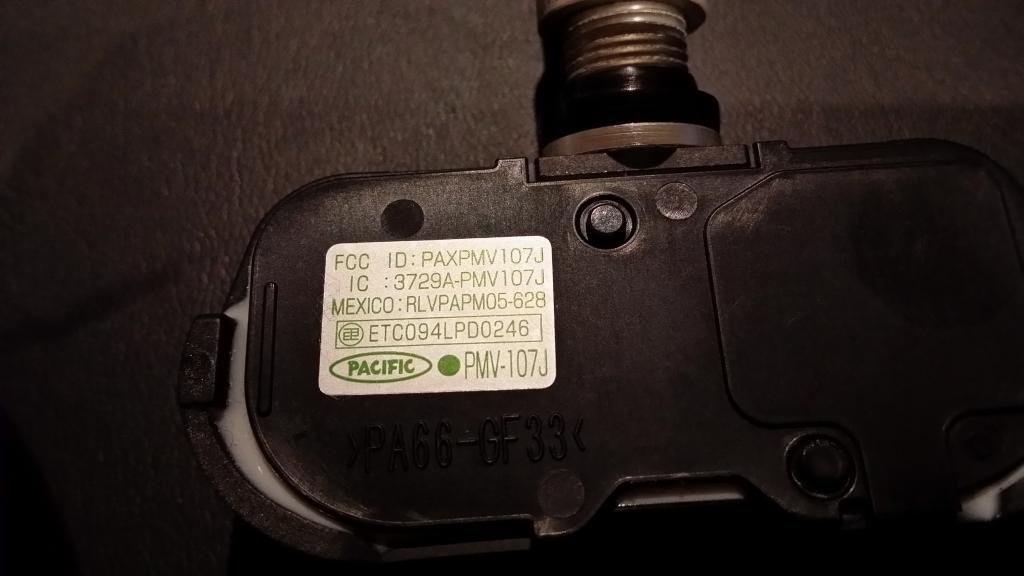 FCC ID: PAXPMV107J
IC : 3729A-PMV107J
MEXICO: RLVPAPM05-628
ETC094LPD0246
PACIFIC ●PMV-107J
>PA66-GF33<